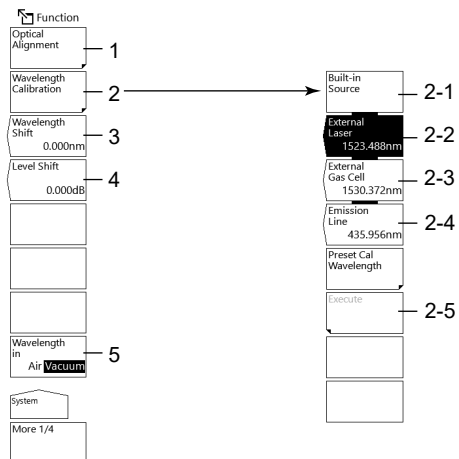 Function
Optical
Alignment
1
Wavelength
Calibration
2
Wavelength
Shift
0.000nm
3
Level Shift
0.000dB
4
Wavelength
in
Air Vacuum
5
System
More 1/4
Built-in
Source
2-1
External
Laser
1523.488nm
2-2
External
Gas Cell
1530.372nm
2-3
Emission
Line
435.956nm
2-4
Preset Cal
Wavelength
Execute
2-5